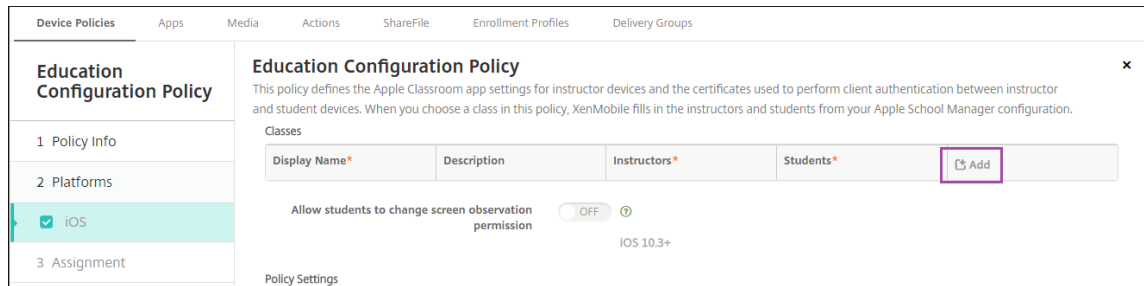 Device Policies Apps Media Actions ShareFile Enrollment Profiles Delivery Groups
Education
Configuration Policy
1 Policy Info
2 Platforms
iOS
3 Assignment
Education Configuration Policy
This policy defines the Apple Classroom app settings for instructor devices and the certificates used to perform client authentication between instructor
and student devices. When you choose a class in this policy, XenMobile fills in the instructors and students from your Apple School Manager configuration.
Classes
Display Name* Description Instructors* Students* Add
Allow students to change screen observation
permission
OFF
iOS 10.3+
Policy Settings